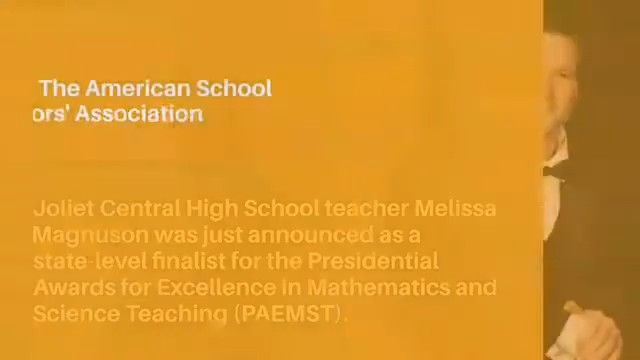 The American School
ors' Association
Joliet Central High School teacher Melissa
Magnuson was just announced as a
state-level finalist for the Presidential
Awards for Excellence in Mathematics and
Science Teaching (PAEMST).